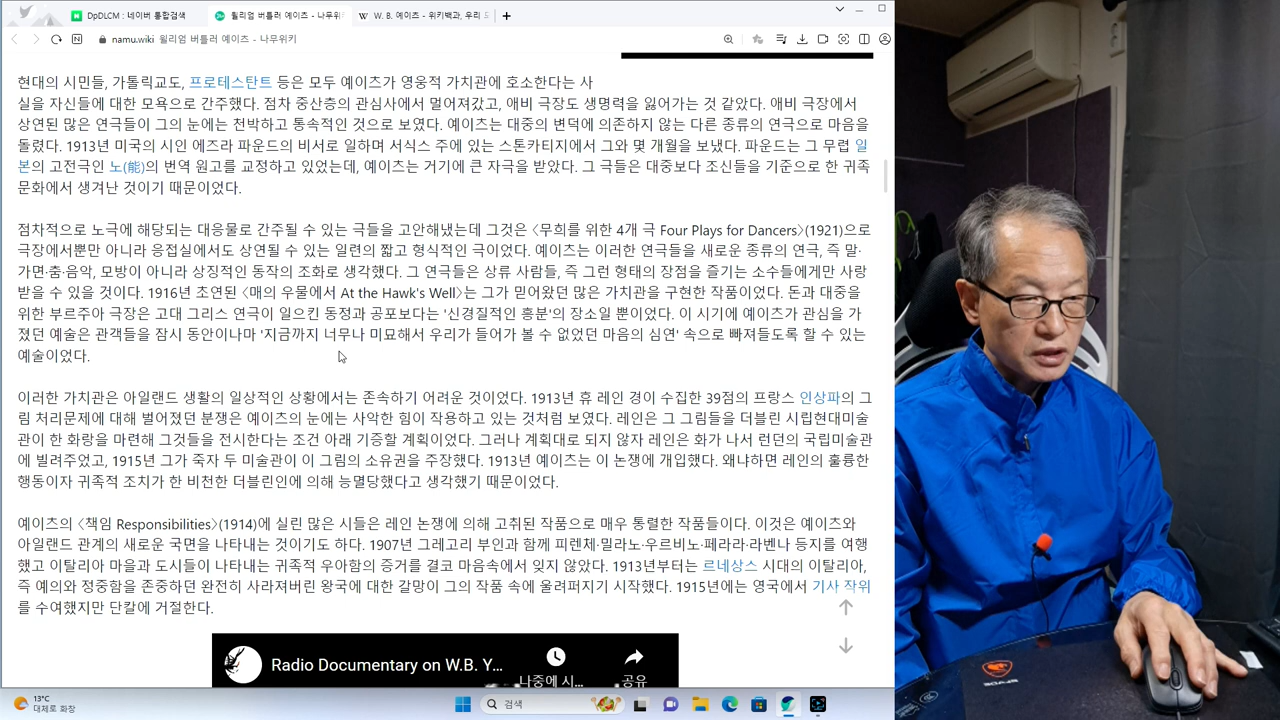 DpDLCM : 네이버 통합검색
윌리엄 버틀러 예이츠 - 나무위키
W. B. 예이츠 - 위키백과, 우리 모
namu.wiki 윌리엄 버틀러 예이츠 - 나무위키
현대의 시민들, 가톨릭교도, 프로테스탄트 등은 모두 예이츠가 영웅적 가치관에 호소한다는 사
실을 자신들에 대한 모욕으로 간주했다. 점차 중산층의 관심사에서 멀어져갔고, 애비 극장도 생명력을 잃어가는 것 같았다. 애비 극장에서
상연된 많은 연극들이 그의 눈에는 천박하고 통속적인 것으로 보였다. 예이츠는 대중의 변덕에 의존하지 않는 다른 종류의 연극으로 마음을
돌렸다. 1913년 미국의 시인 에즈라 파운드의 비서로 일하며 서식스 주에 있는 스톤카티지에서 그와 몇 개월을 보냈다. 파운드는 그 무렵 일
본의 고전극인 노(能)의 번역 원고를 교정하고 있었는데, 예이츠는 거기에 큰 자극을 받았다. 그 극들은 대중보다 조신들을 기준으로 한 귀족
문화에서 생겨난 것이기 때문이었다.
점차적으로 노극에 해당되는 대응물로 간주될 수 있는 극들을 고안해냈는데 그것은 〈무희를 위한 4개 극 Four Plays for Dancers〉(1921)으로
극장에서뿐만 아니라 응접실에서도 상연될 수 있는 일련의 짧고 형식적인 극이었다. 예이츠는 이러한 연극들을 새로운 종류의 연극, 즉 말·
가면·춤·음악, 모방이 아니라 상징적인 동작의 조화로 생각했다. 그 연극들은 상류 사람들, 즉 그런 형태의 장점을 즐기는 소수들에게만 사랑
받을 수 있을 것이다. 1916년 초연된 〈매의 우물에서 At the Hawk's Well〉는 그가 믿어왔던 많은 가치관을 구현한 작품이었다. 돈과 대중을
위한 부르주아 극장은 고대 그리스 연극이 일으킨 동정과 공포보다는 '신경질적인 흥분'의 장소일 뿐이었다. 이 시기에 예이츠가 관심을 가
졌던 예술은 관객들을 잠시 동안이나마 '지금까지 너무나 미묘해서 우리가 들어가 볼 수 없었던 마음의 심연' 속으로 빠져들도록 할 수 있는
예술이었다.
이러한 가치관은 아일랜드 생활의 일상적인 상황에서는 존속하기 어려운 것이었다. 1913년 휴 레인 경이 수집한 39점의 프랑스 인상파의 그
림 처리문제에 대해 벌어졌던 분쟁은 예이츠의 눈에는 사악한 힘이 작용하고 있는 것처럼 보였다. 레인은 그 그림들을 더블린 시립현대미술
관이 한 화랑을 마련해 그것들을 전시한다는 조건 아래 기증할 계획이었다. 그러나 계획대로 되지 않자 레인은 화가 나서 런던의 국립미술관
에 빌려주었고, 1915년 그가 죽자 두 미술관이 이 그림의 소유권을 주장했다. 1913년 예이츠는 이 논쟁에 개입했다. 왜냐하면 레인의 훌륭한
행동이자 귀족적 조치가 한 비천한 더블린인에 의해 능멸당했다고 생각했기 때문이었다.
예이츠의 〈책임 Responsibilities〉(1914)에 실린 많은 시들은 레인 논쟁에 의해 고취된 작품으로 매우 통렬한 작품들이다. 이것은 예이츠와
아일랜드 관계의 새로운 국면을 나타내는 것이기도 하다. 1907년 그레고리 부인과 함께 피렌체·밀라노·우르비노·페라라·라벤나 등지를 여행
했고 이탈리아 마을과 도시들이 나타내는 귀족적 우아함의 증거를 결코 마음속에서 잊지 않았다. 1913년부터는 르네상스 시대의 이탈리아,
즉 예의와 정중함을 존중하던 완전히 사라져버린 왕국에 대한 갈망이 그의 작품 속에 울려퍼지기 시작했다. 1915년에는 영국에서 기사 작위
를 수여했지만 단칼에 거절한다.
Radio Documentary on W.B. Y...
나중에 시...
공유
13°C
대체로 화창
검색